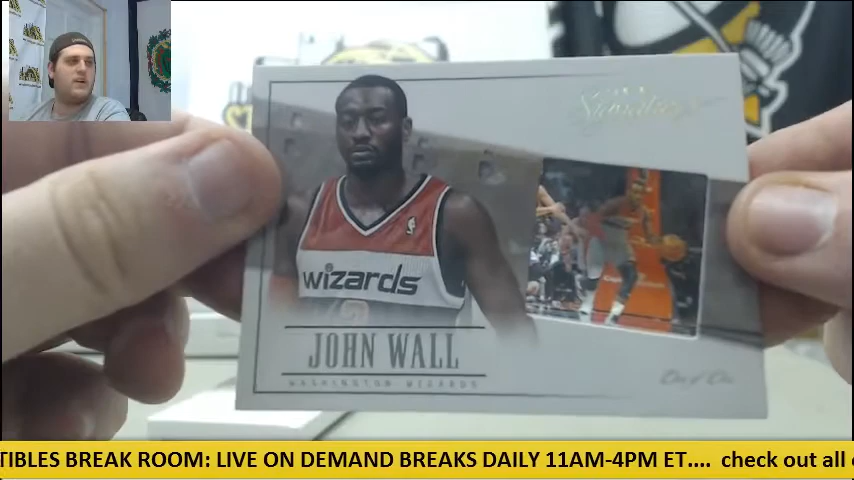 Signatures
wizards
JOHN WALL
WASHINGTON WIZARDS
One of One
TIBLES BREAK ROOM: LIVE ON DEMAND BREAKS DAILY 11AM-4PM ET.... check out all